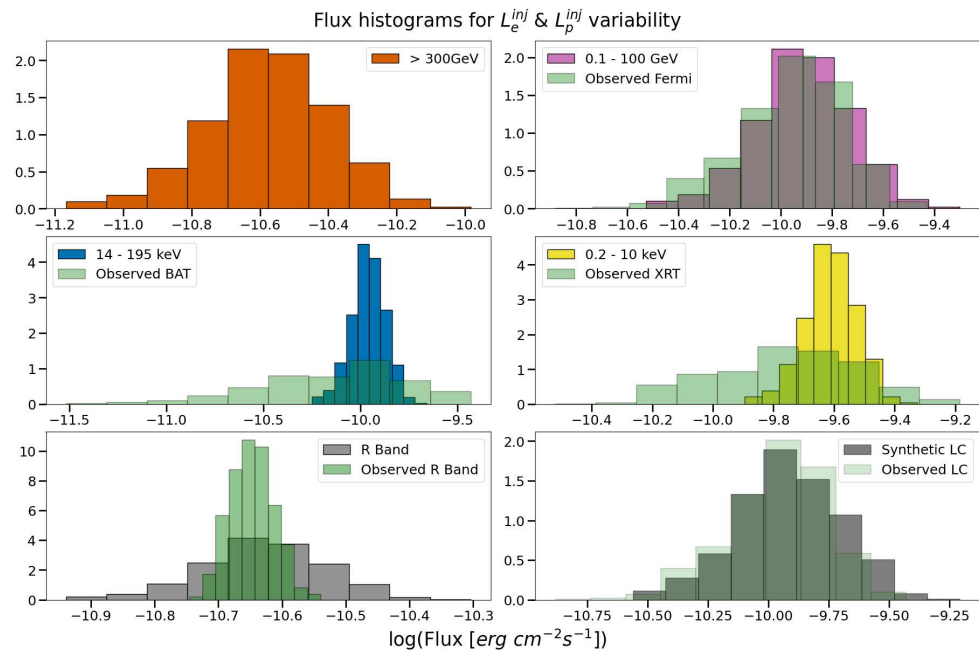 Flux histograms for L_e^{inj} & L_p^{inj} variability
> 300GeV
2.0
1.5
1.0
0.5
0.0
−11.2 −11.0 −10.8 −10.6 −10.4 −10.2 −10.0
0.1 - 100 GeV
Observed Fermi
2.0
1.5
1.0
0.5
0.0
−10.8 −10.6 −10.4 −10.2 −10.0 −9.8 −9.6 −9.4
14 - 195 keV
Observed BAT
4
3
2
1
0
−11.5 −11.0 −10.5 −10.0 −9.5
0.2 - 10 keV
Observed XRT
4
3
2
1
0
−10.4 −10.2 −10.0 −9.8 −9.6 −9.4 −9.2
R Band
Observed R Band
10
8
6
4
2
0
−10.9 −10.8 −10.7 −10.6 −10.5 −10.4 −10.3
Synthetic LC
Observed LC
2.0
1.5
1.0
0.5
0.0
−10.75 −10.50 −10.25 −10.00 −9.75 −9.50 −9.25
log(Flux [erg cm^{−2}s^{−1}])